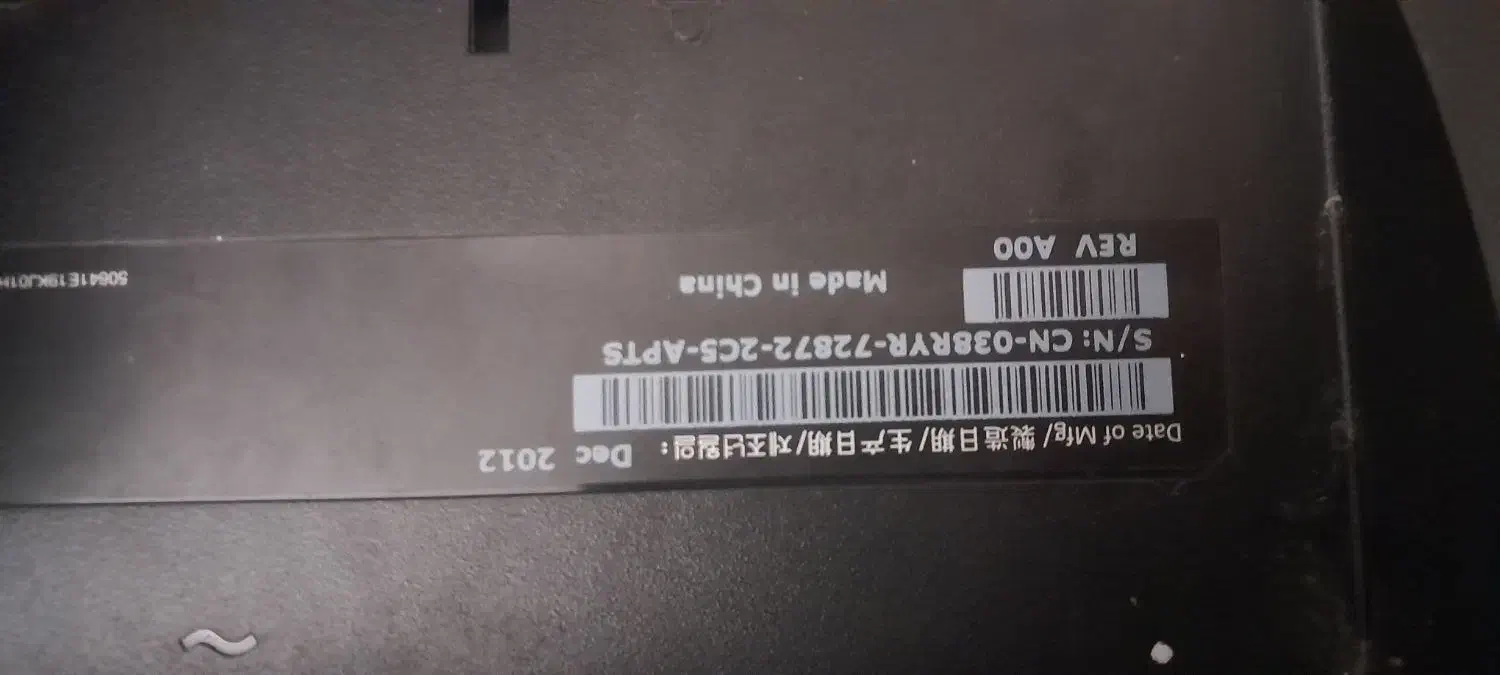 Date of Mfg/ 製造日期/ 生产日期/ 제조년월일: Dec 2012
S/N: CN-038RYR-72872-2C5-APTS
Made in China
REV A00